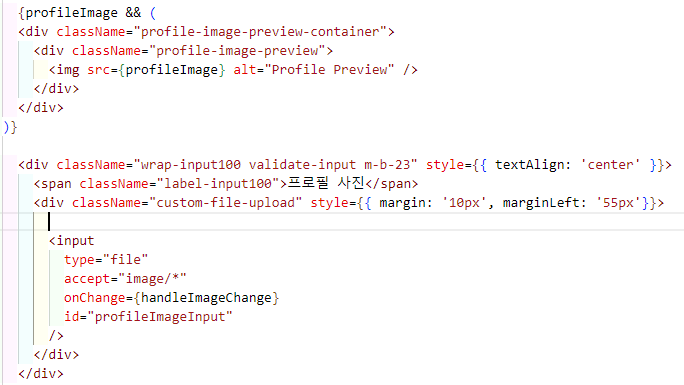 {profileImage && (
<div className="profile-image-preview-container">
<div className="profile-image-preview">
<img src={profileImage} alt="Profile Preview" />
</div>
</div>
)}
<div className="wrap-input100 validate-input m-b-23" style={{ textAlign: 'center' }}>
<span className="label-input100">프로필 사진</span>
<div className="custom-file-upload" style={{ margin: '10px', marginLeft: '55px'}}>
<input
type="file"
accept="image/*"
onChange={handleImageChange}
id="profileImageInput"
/>
</div>
</div>